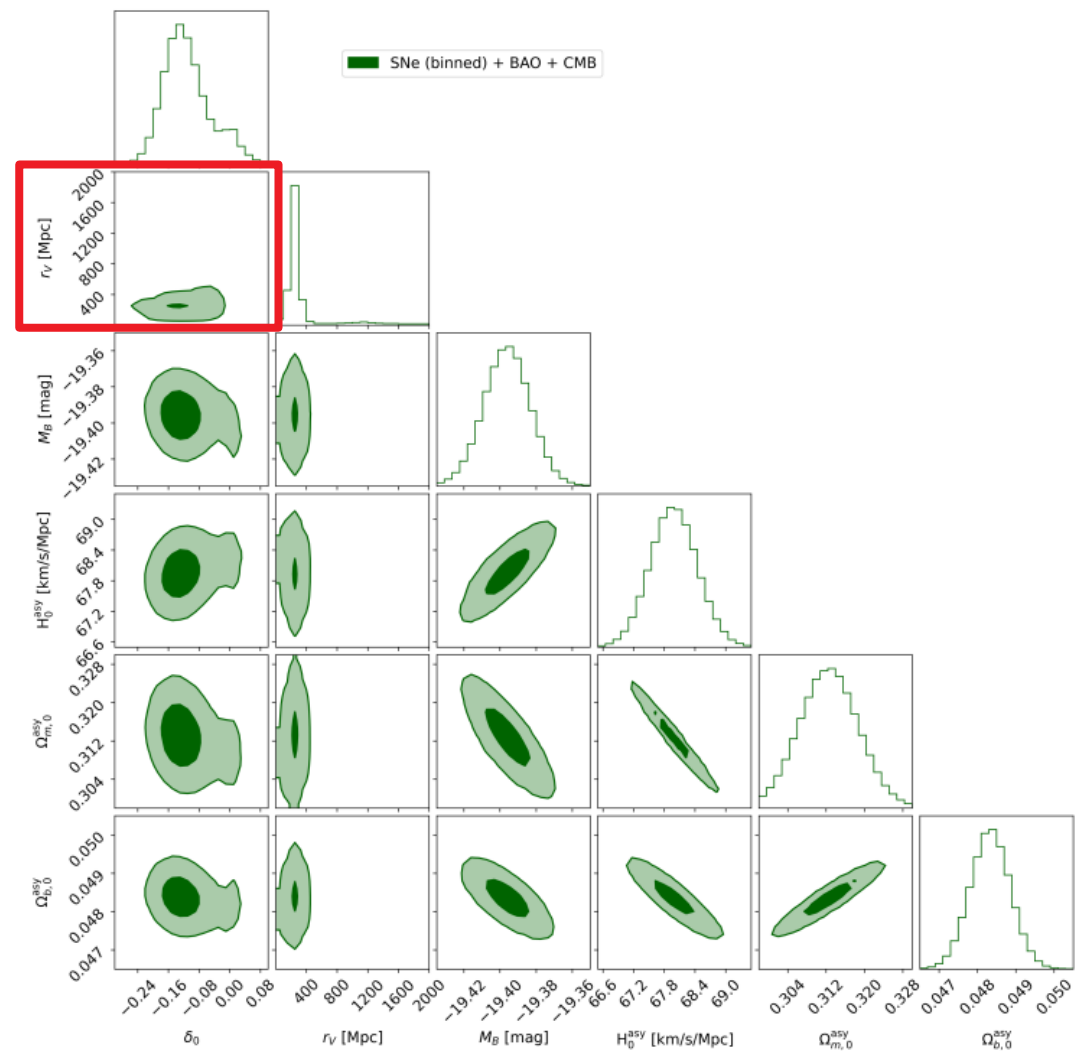 SNe (binned) + BAO + CMB
r_V [Mpc]
2000
1600
1200
800
400
M_B [mag]
−19.36
−19.38
−19.40
−19.42
H_0^asy [km/s/Mpc]
69.0
68.4
67.8
67.2
66.6
Ω_m,0^asy
0.328
0.320
0.312
0.304
Ω_b,0^asy
0.050
0.049
0.048
0.047
−0.24 −0.16 −0.08 0.00 0.08 400 800 1200 1600 2000 −19.42 −19.40 −19.38 −19.36 66.6 67.2 67.8 68.4 69.0 0.304 0.312 0.320 0.328 0.047 0.048 0.049 0.050
δ_0 r_V [Mpc] M_B [mag] H_0^asy [km/s/Mpc] Ω_m,0^asy Ω_b,0^asy